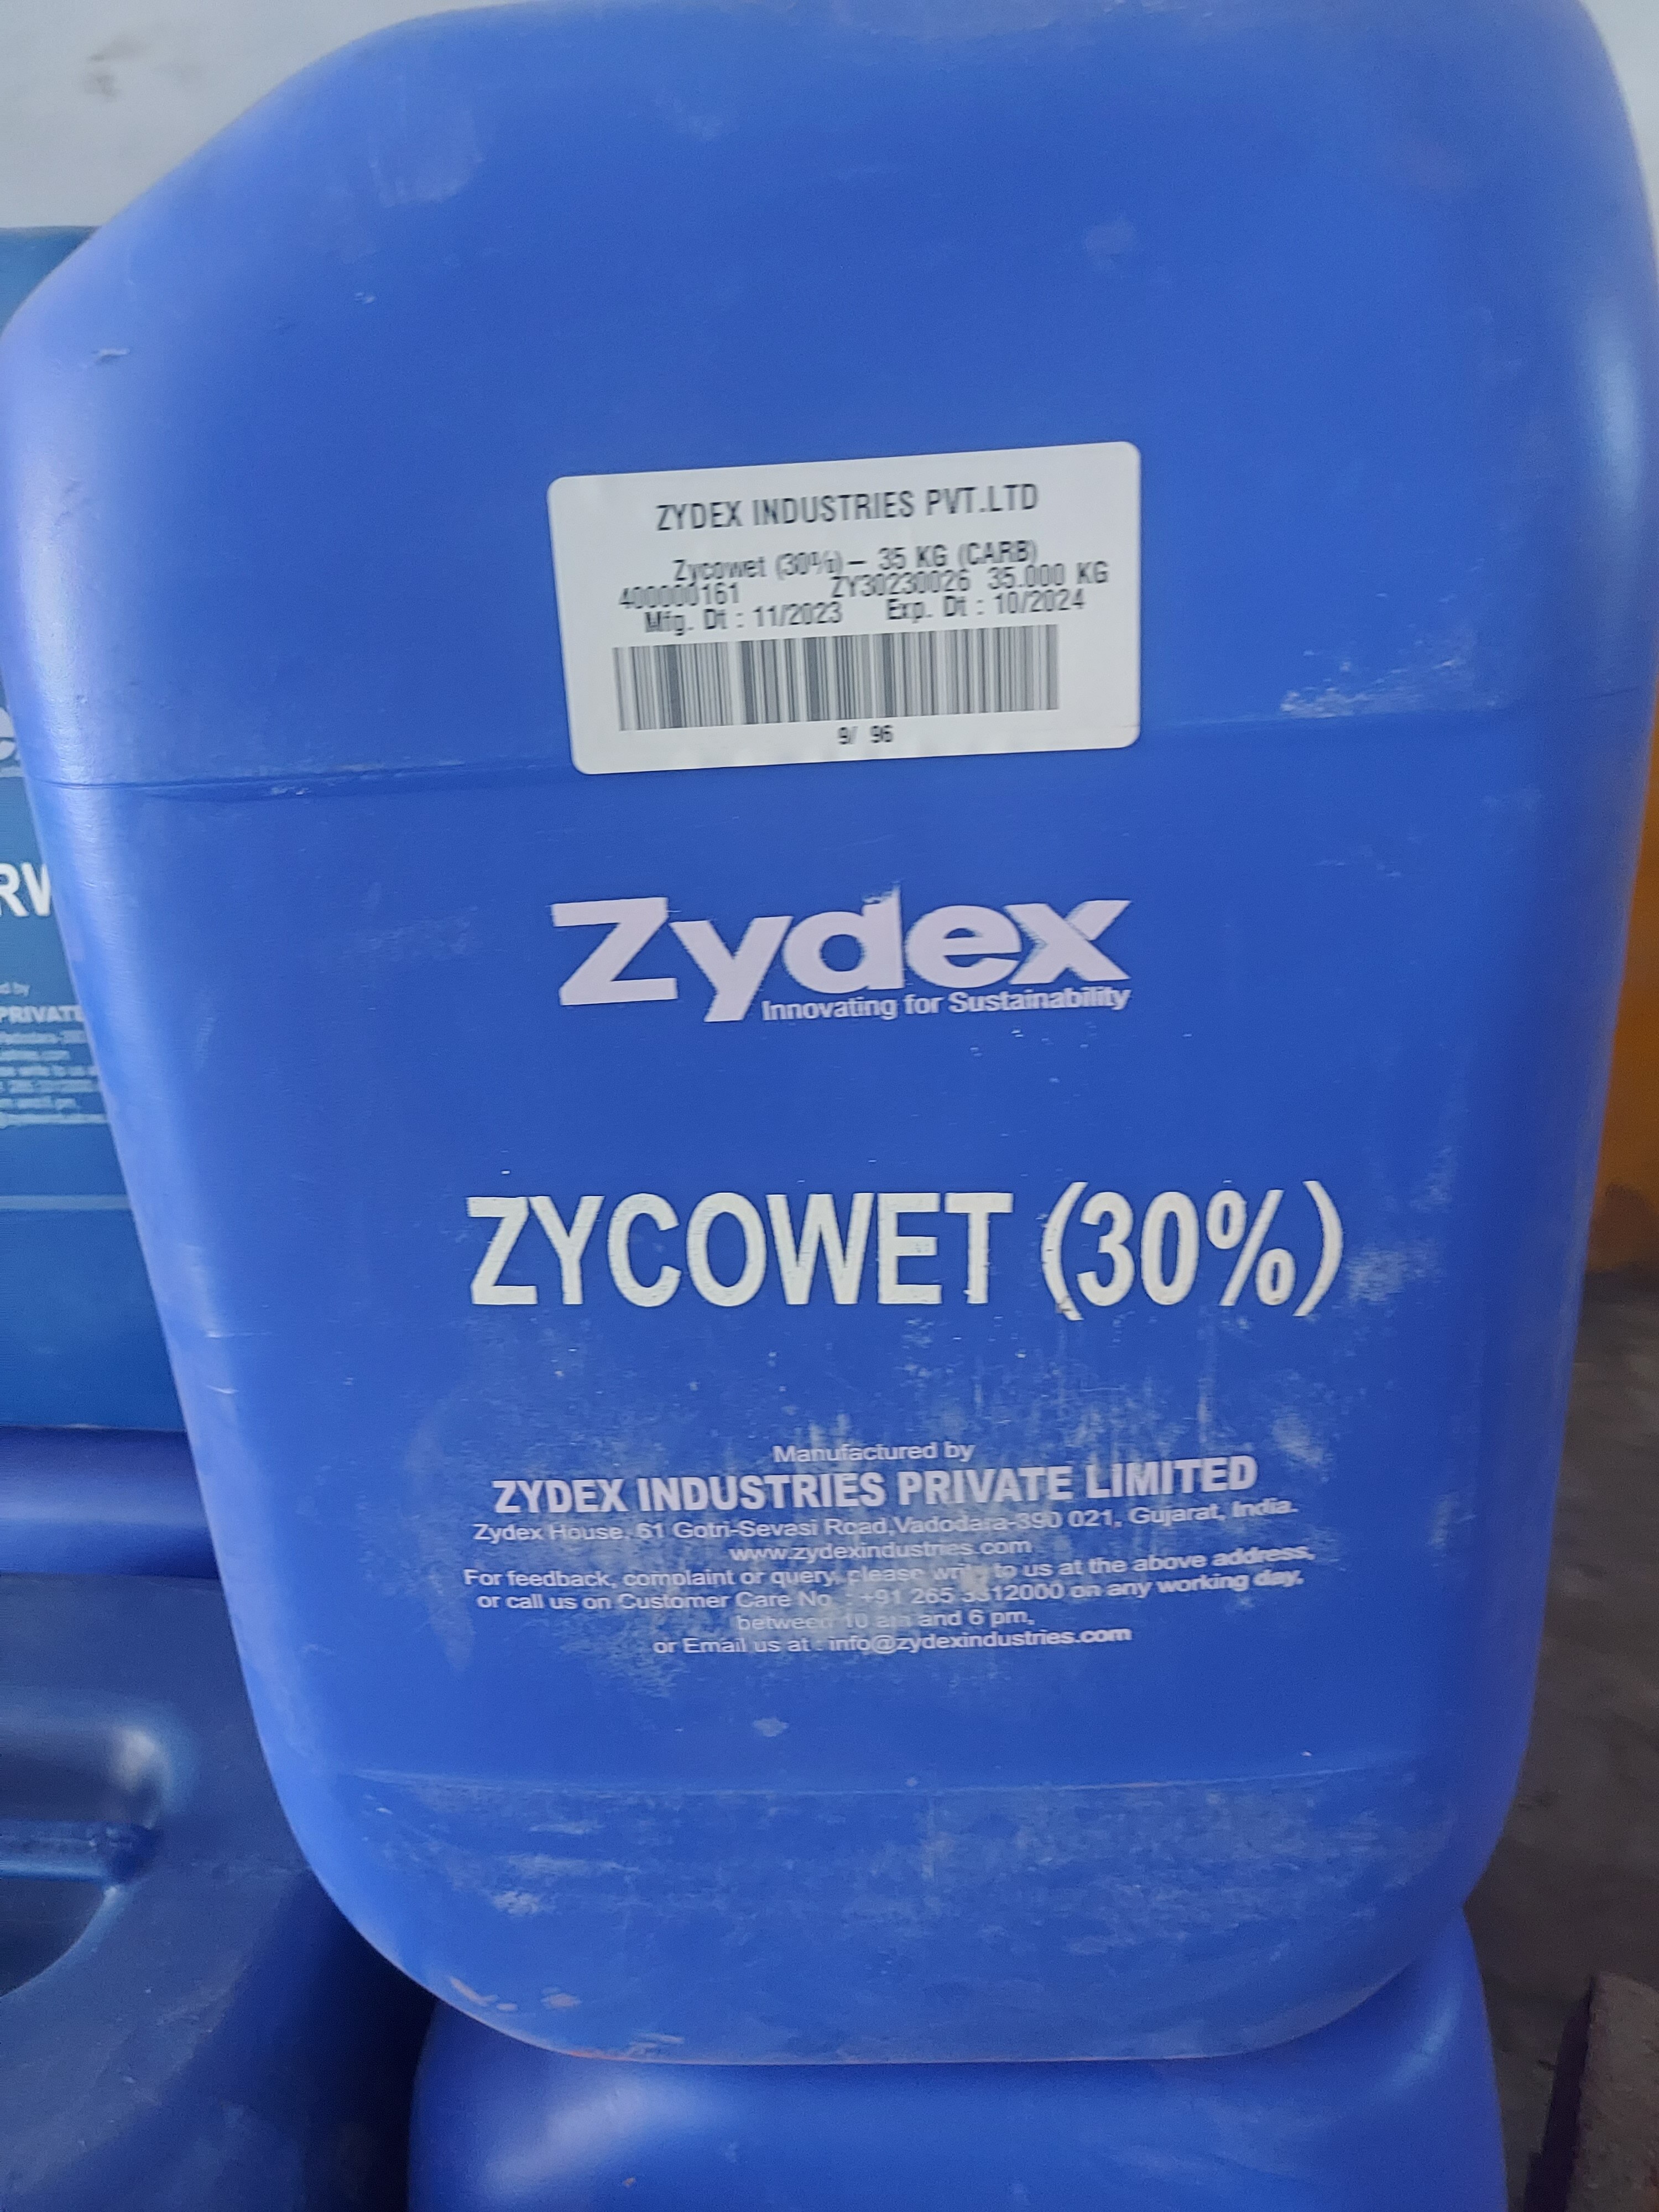 ZYDEX INDUSTRIES PVT.LTD
Zycowet (30%) – 35 KG (CARB)
400000161 ZY30230026 35.000 KG
Mfg. Dt : 11/2023 Exp. Dt : 10/2024
9/ 96
Zydex
Innovating for Sustainability
ZYCOWET (30%)
Manufactured by
ZYDEX INDUSTRIES PRIVATE LIMITED
Zydex House, 61 Gotri-Sevasi Road,Vadodara-390 021, Gujarat, India.
www.zydexindustries.com
For feedback, complaint or query, please write to us at the above address,
or call us on Customer Care No. : +91 265 3312000 on any working day,
between 10 am and 6 pm,
or Email us at : info@zydexindustries.com
RW
PRIVATE